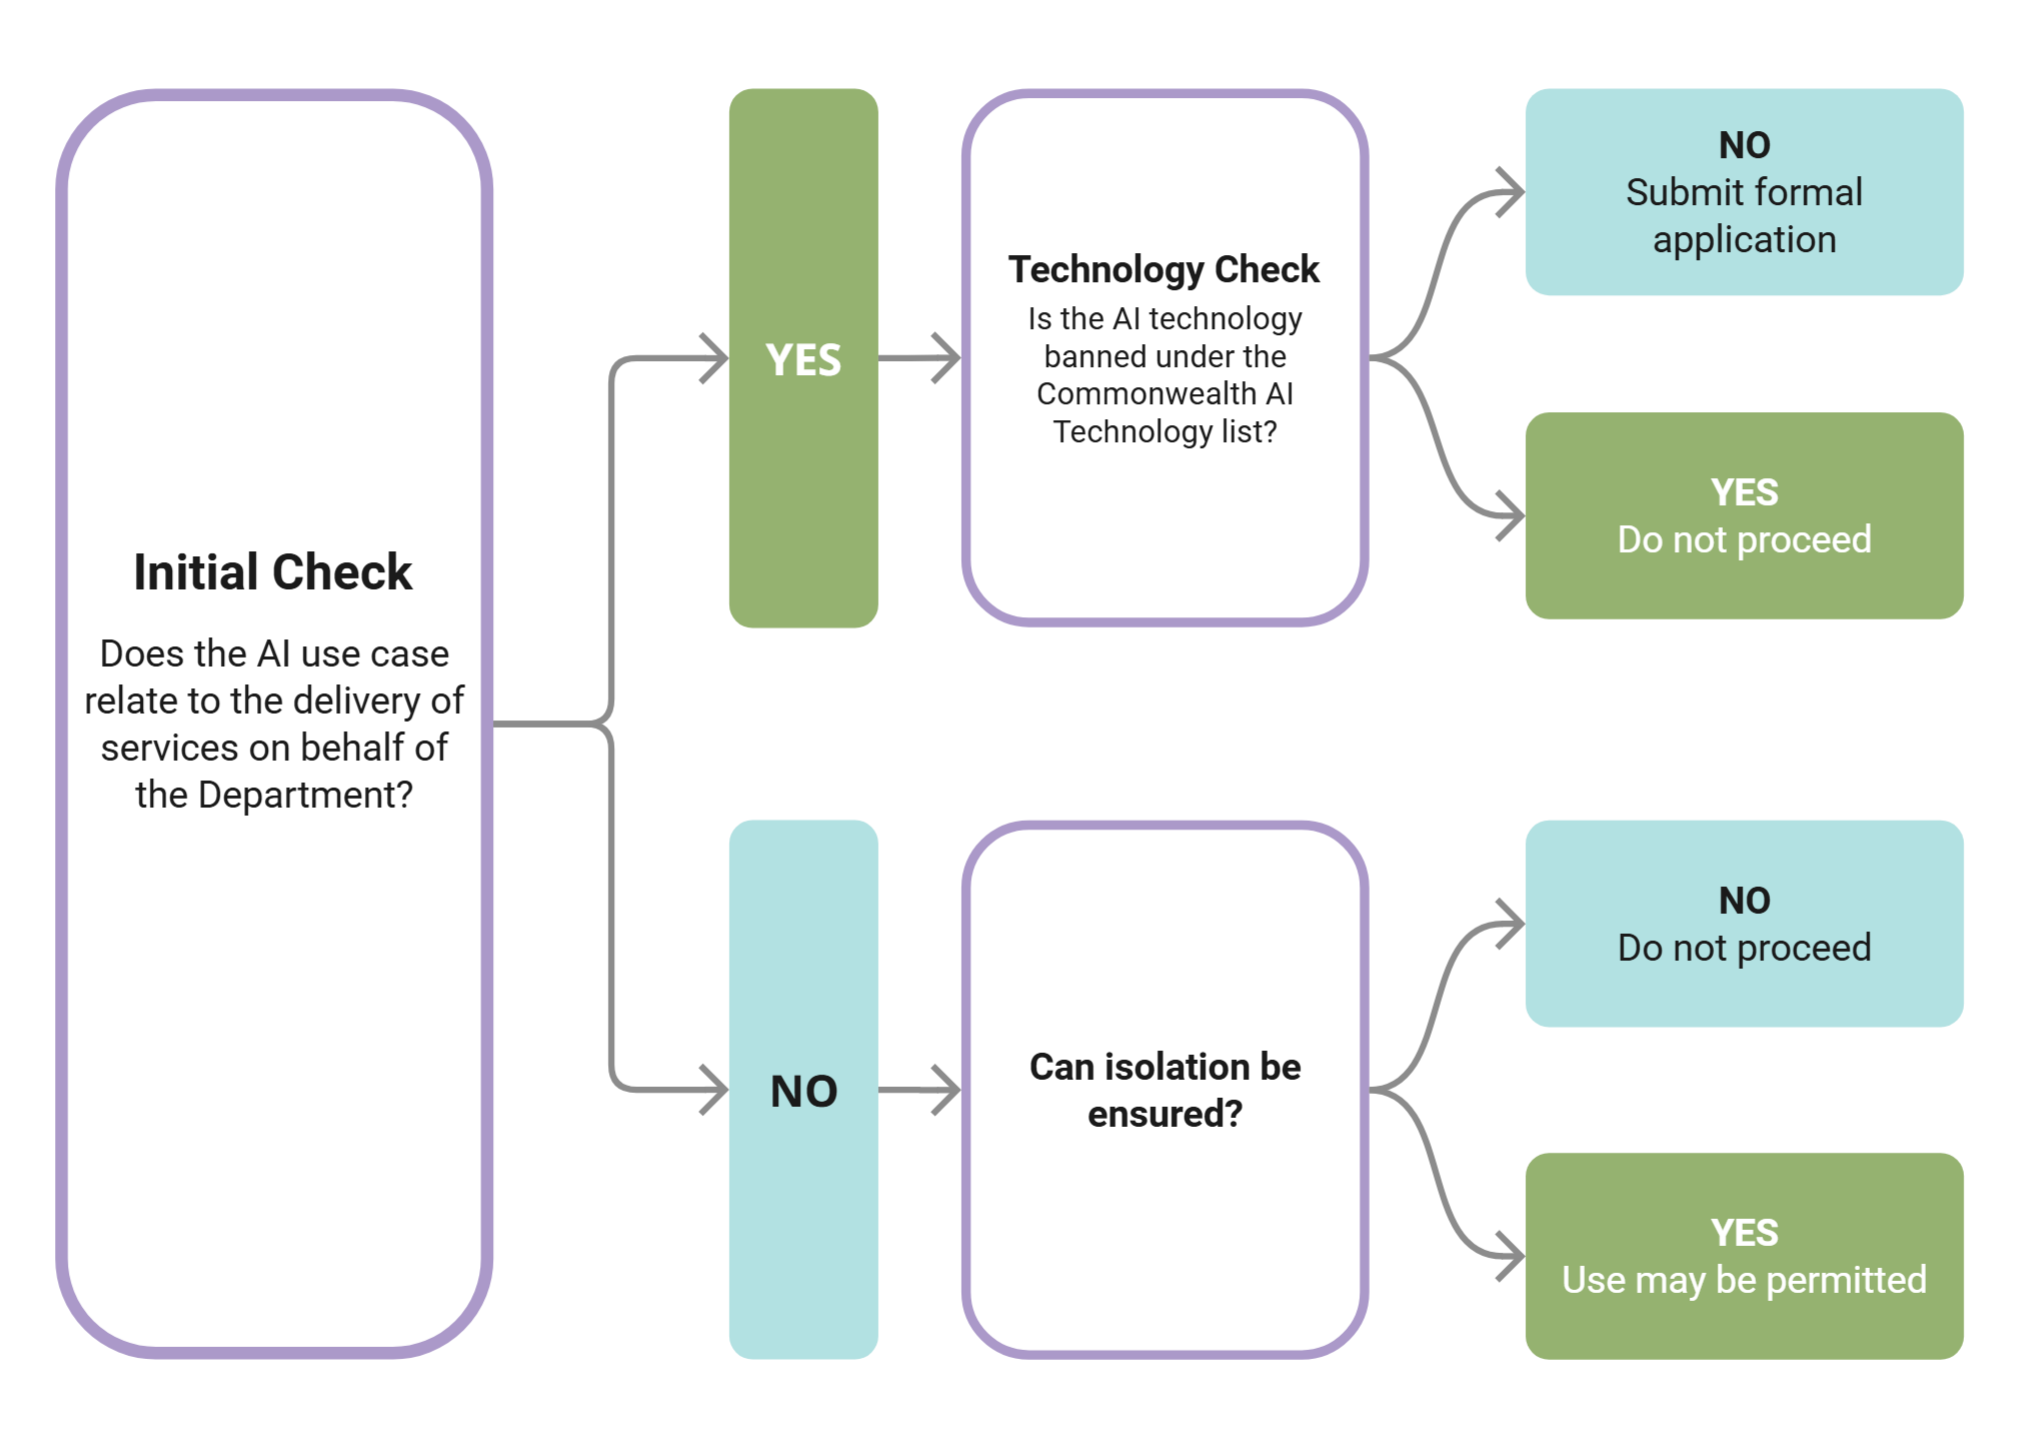 Initial Check
Does the AI use case
relate to the delivery of
services on behalf of
the Department?
YES
Technology Check
Is the AI technology
banned under the
Commonwealth AI
Technology list?
NO
Submit formal
application
YES
Do not proceed
NO
Can isolation be
ensured?
NO
Do not proceed
YES
Use may be permitted